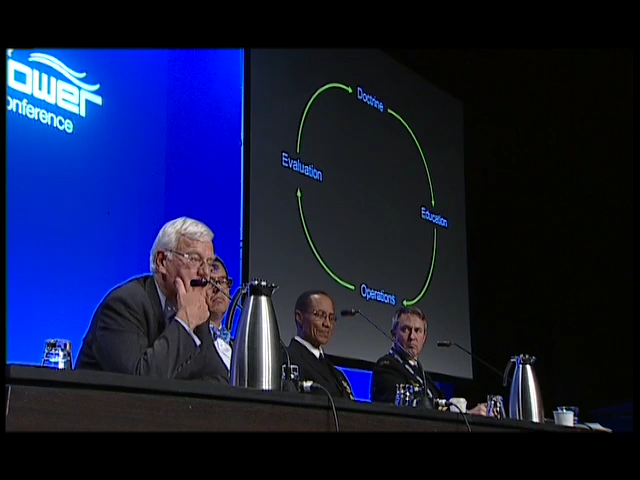 ower
onference
Doctrine
Evaluation
Education
Operations